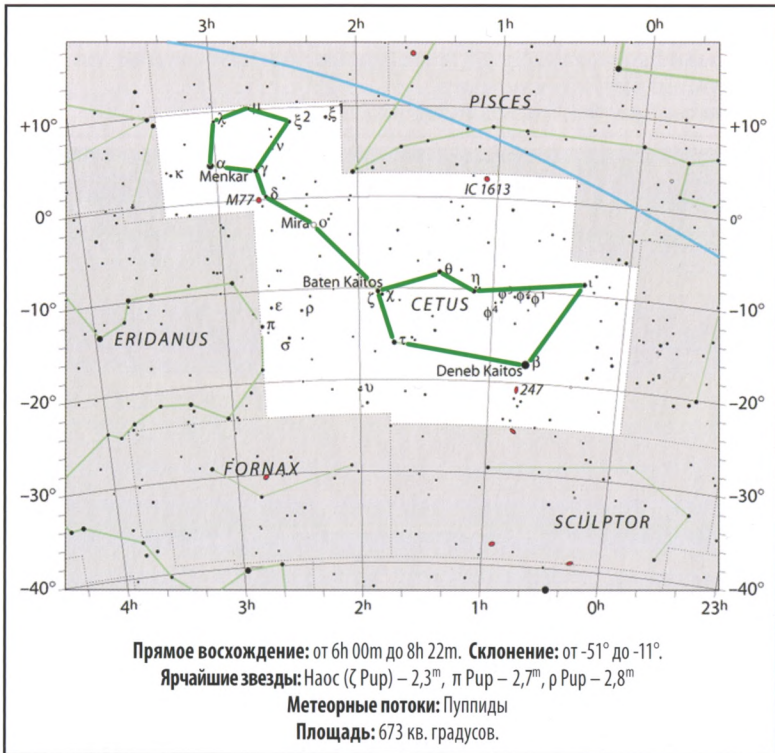 3h 2h 1h 0h
PISCES
+10° +10°
λ μ ξ² ξ¹
ν
κ α γ
Menkar
IC 1613
M77 δ
0° 0°
Mira ο
θ
Baten Kaitos η ι
ζ χ CETUS φ² φ¹
φ⁴
-10° -10°
ε ρ
π
ERIDANUS σ τ
Deneb Kaitos β
υ 247
-20° -20°
FORNAX
-30° -30°
SCULPTOR
-40° -40°
4h 3h 2h 1h 0h 23h
Прямое восхождение: от 6h 00m до 8h 22m. Склонение: от -51° до -11°.
Ярчайшие звезды: Наос (ζ Pup) – 2,3ᵐ, π Pup – 2,7ᵐ, ρ Pup – 2,8ᵐ
Метеорные потоки: Пуппиды
Площадь: 673 кв. градусов.